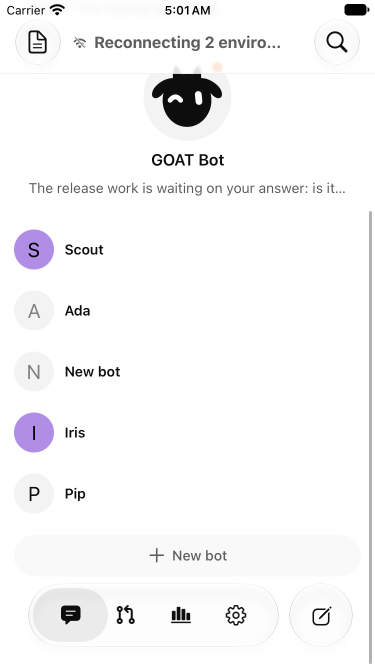 Carrier 5:01 AM
Reconnecting 2 enviro...
GOAT Bot
The release work is waiting on your answer: is it...
S Scout
A Ada
N New bot
I Iris
P Pip
+ New bot